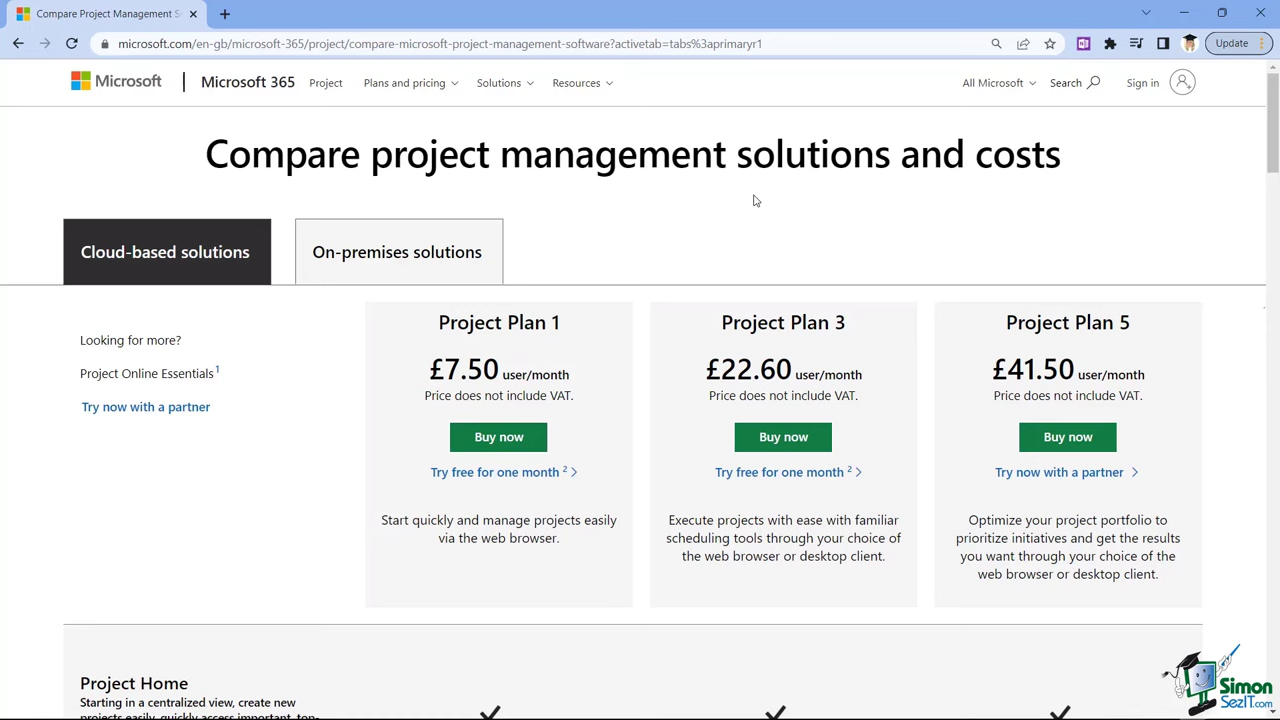 Compare Project Management S
Update
microsoft.com/en-gb/microsoft-365/project/compare-microsoft-project-management-software?activetab=tabs%3aprimaryr1
Microsoft
Microsoft 365
Project
Plans and pricing
Solutions
Resources
All Microsoft
Search
Sign in
Compare project management solutions and costs
Cloud-based solutions
On-premises solutions
Looking for more?
Project Online Essentials1
Try now with a partner
Project Plan 1
£7.50 user/month
Price does not include VAT.
Buy now
Try free for one month 2
Start quickly and manage projects easily
via the web browser.
Project Plan 3
£22.60 user/month
Price does not include VAT.
Buy now
Try free for one month 2
Execute projects with ease with familiar
scheduling tools through your choice of
the web browser or desktop client.
Project Plan 5
£41.50 user/month
Price does not include VAT.
Buy now
Try now with a partner
Optimize your project portfolio to
prioritize initiatives and get the results
you want through your choice of the
web browser or desktop client.
Project Home
Starting in a centralized view, create new
projects easily, quickly access important, top-
Simon
SezIT.com